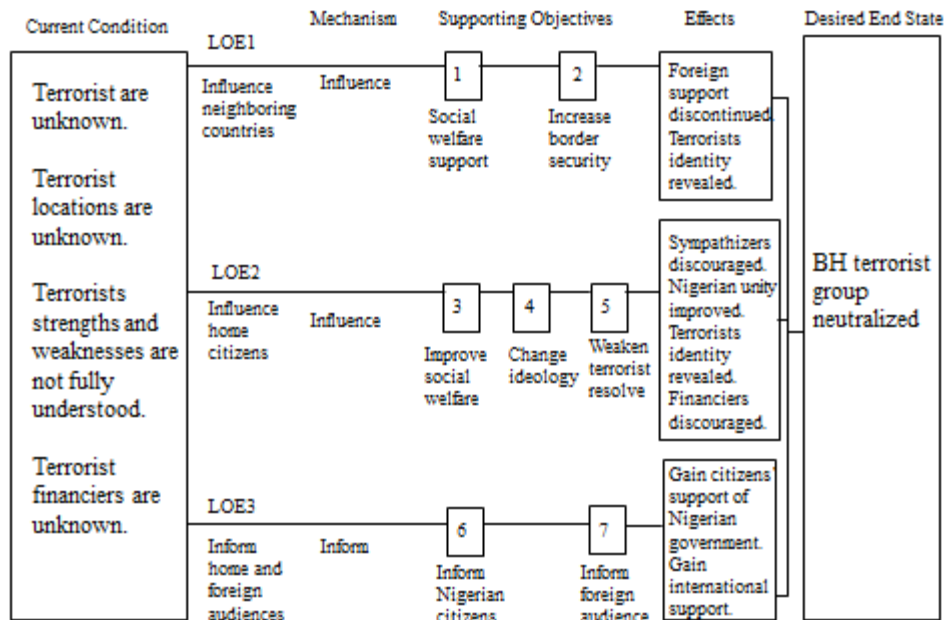 Current Condition
Mechanism
Supporting Objectives
Effects
Desired End State
Terrorist are
unknown.
Terrorist
locations are
unknown.
Terrorists
strengths and
weaknesses are
not fully
understood.
Terrorist
financiers are
unknown.
LOE1
Influence
neighboring
countries
Influence
1
Social
welfare
support
2
Increase
border
security
Foreign
support
discontinued.
Terrorists
identity
revealed.
LOE2
Influence
home
citizens
Influence
3
Improve
social
welfare
4
Change
ideology
5
Weaken
terrorist
resolve
Sympathizers
discouraged.
Nigerian unity
improved.
Terrorists
identity
revealed.
Financiers
discouraged.
LOE3
Inform
home and
foreign
audiences
Inform
6
Inform
Nigerian
citizens
7
Inform
foreign
audience
Gain citizens'
support of
Nigerian
government.
Gain
international
support.
BH terrorist
group
neutralized